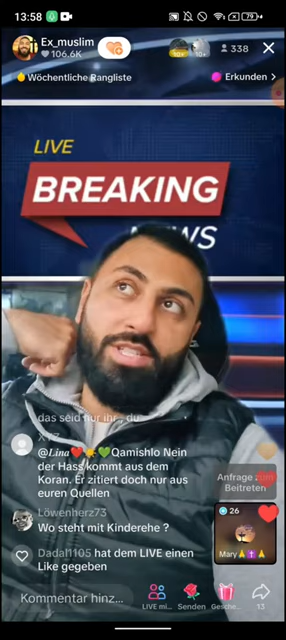 13:58
79
Ex_muslim
106.6K
338
10+
10+
Wöchentliche Rangliste
Erkunden >
LIVE
BREAKING
NEWS
das seid nur ihr., du
@Lina❤️☀️💚Qamishlo Nein
der Hass kommt aus dem
Koran. Er zitiert doch nur aus
euren Quellen
Anfrage zum
Beitreten
Löwenherz73
Wo steht mit Kinderehe ?
26
Mary🙏✝️🙏
Dadal1105 hat dem LIVE einen
Like gegeben
Kommentar hinz...
LIVE mi...
Senden
Gesche...
13